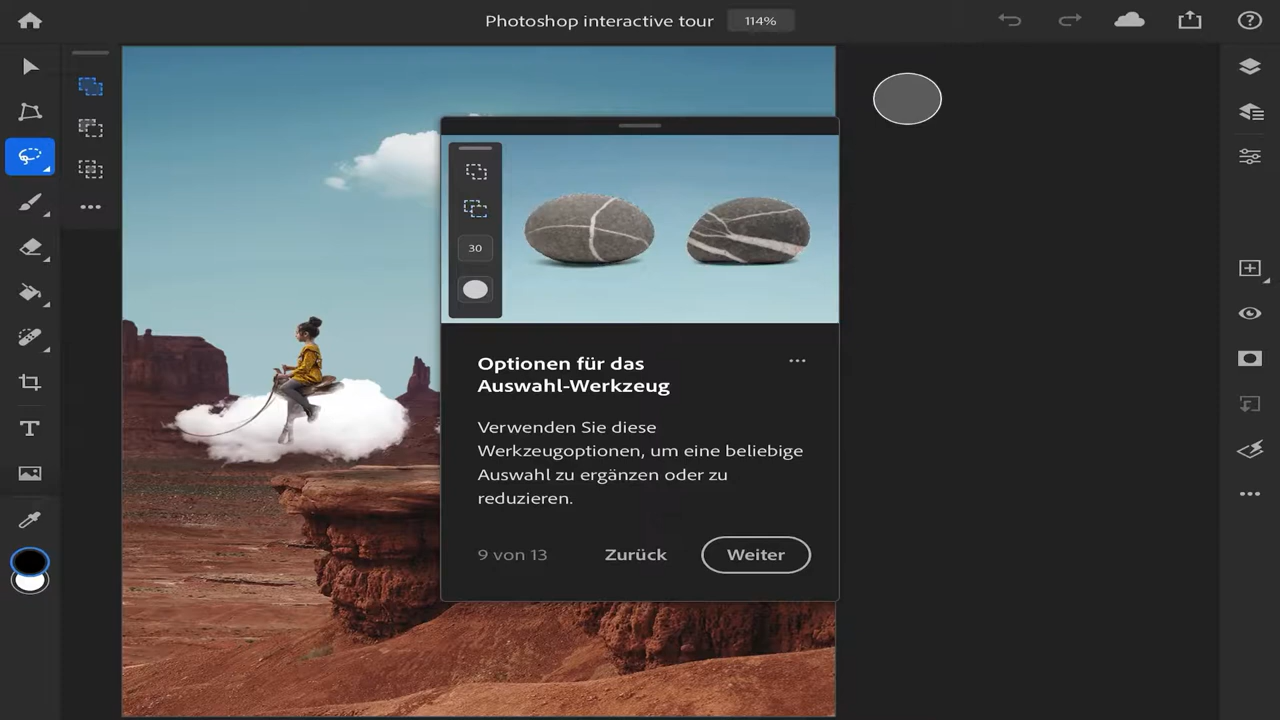 Photoshop interactive tour 114%
30
Optionen für das
Auswahl-Werkzeug
Verwenden Sie diese
Werkzeugoptionen, um eine beliebige
Auswahl zu ergänzen oder zu
reduzieren.
9 von 13 Zurück Weiter